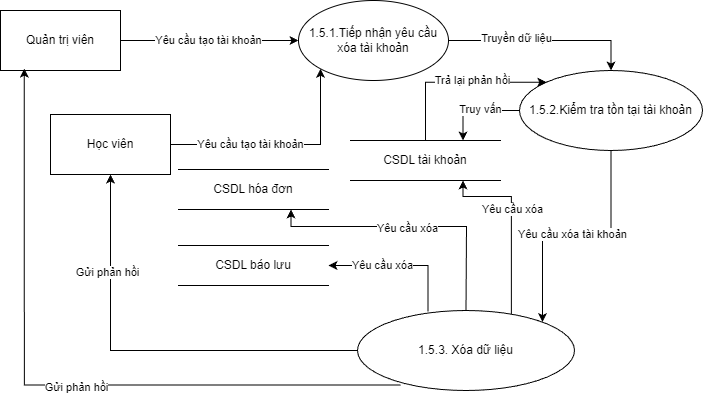 Quản trị viên
Yêu cầu tạo tài khoản
1.5.1.Tiếp nhận yêu cầu
xóa tài khoản
Truyền dữ liệu
Trả lại phản hồi
Truy vấn
1.5.2.Kiểm tra tồn tại tài khoản
Học viên
Yêu cầu tạo tài khoản
CSDL tài khoản
CSDL hóa đơn
Yêu cầu xóa
Yêu cầu xóa
Yêu cầu xóa tài khoản
CSDL bảo lưu
Yêu cầu xóa
Gửi phản hồi
1.5.3. Xóa dữ liệu
Gửi phản hồi